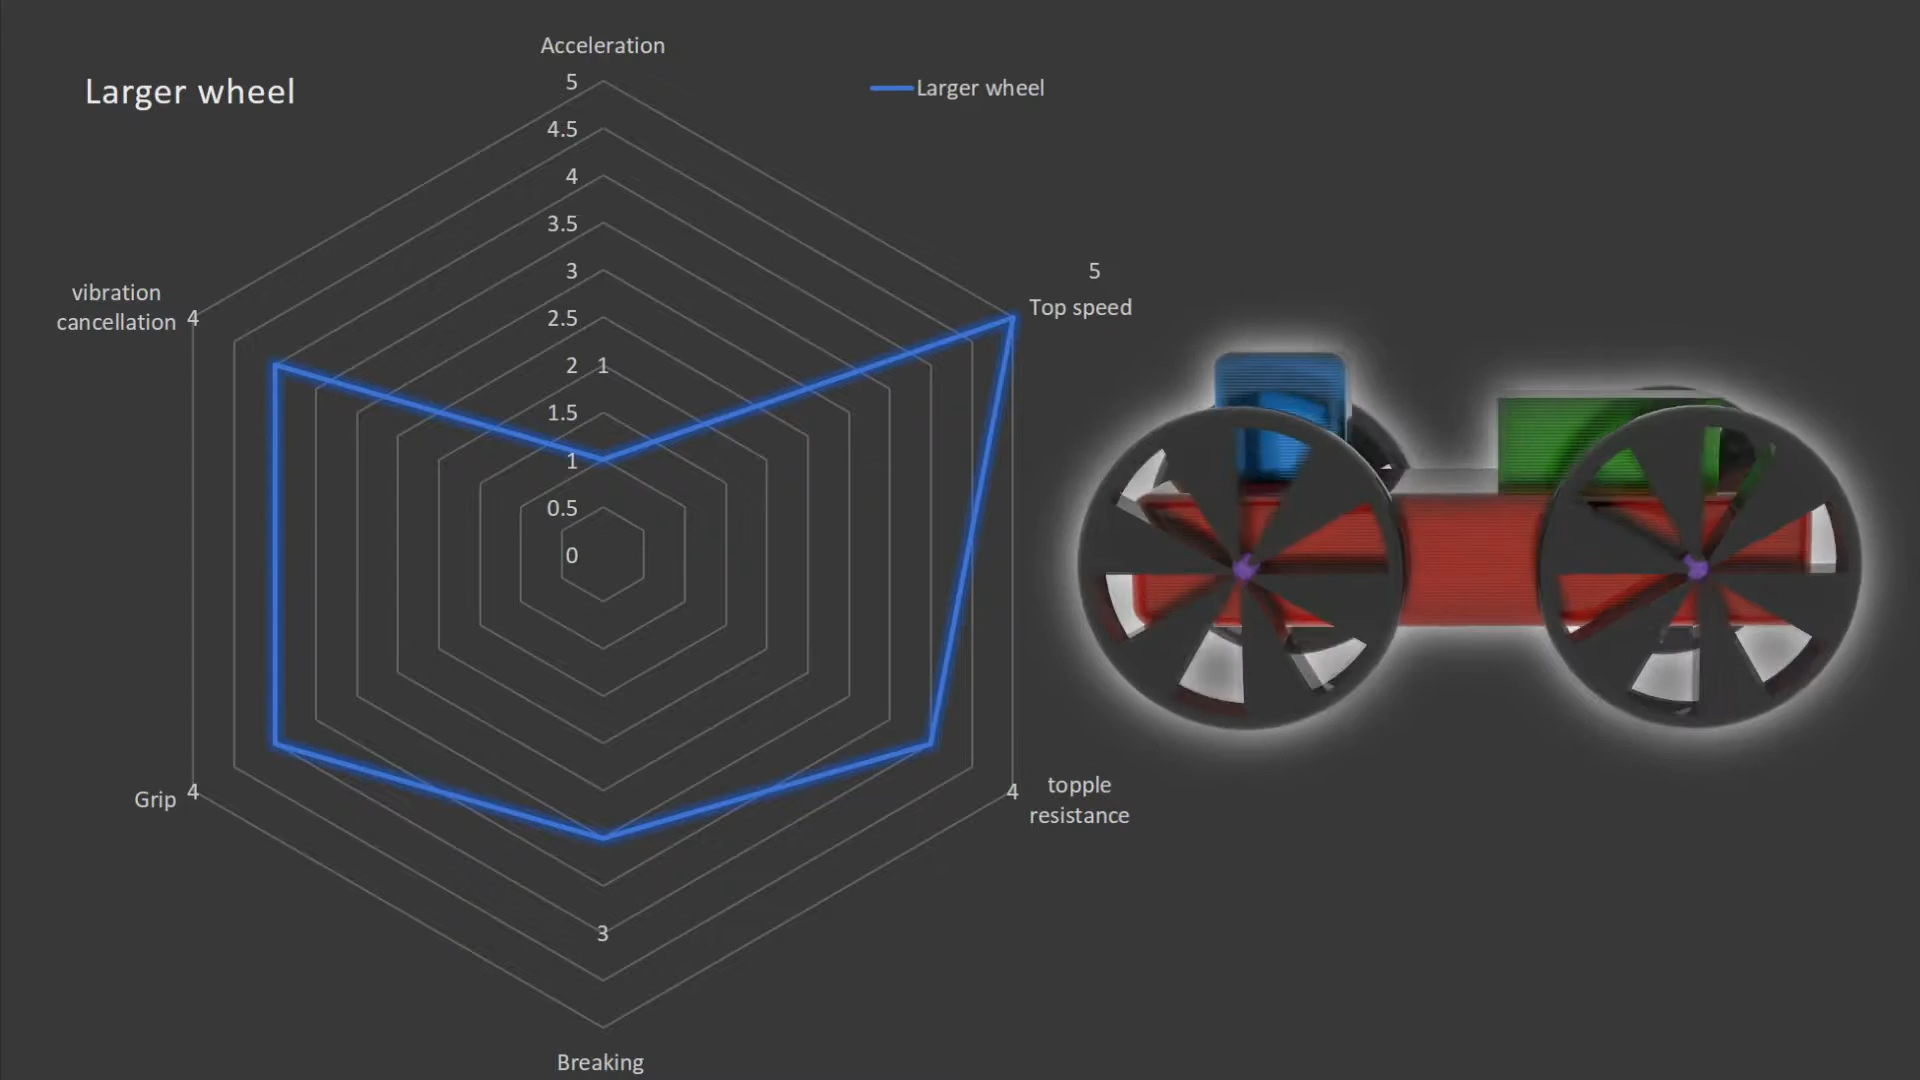 Acceleration
Larger wheel
Larger wheel
5
4.5
4
3.5
3
2.5
2
1.5
1
0.5
0
1
5
Top speed
vibration
cancellation
4
4
topple
resistance
Grip
4
3
Breaking